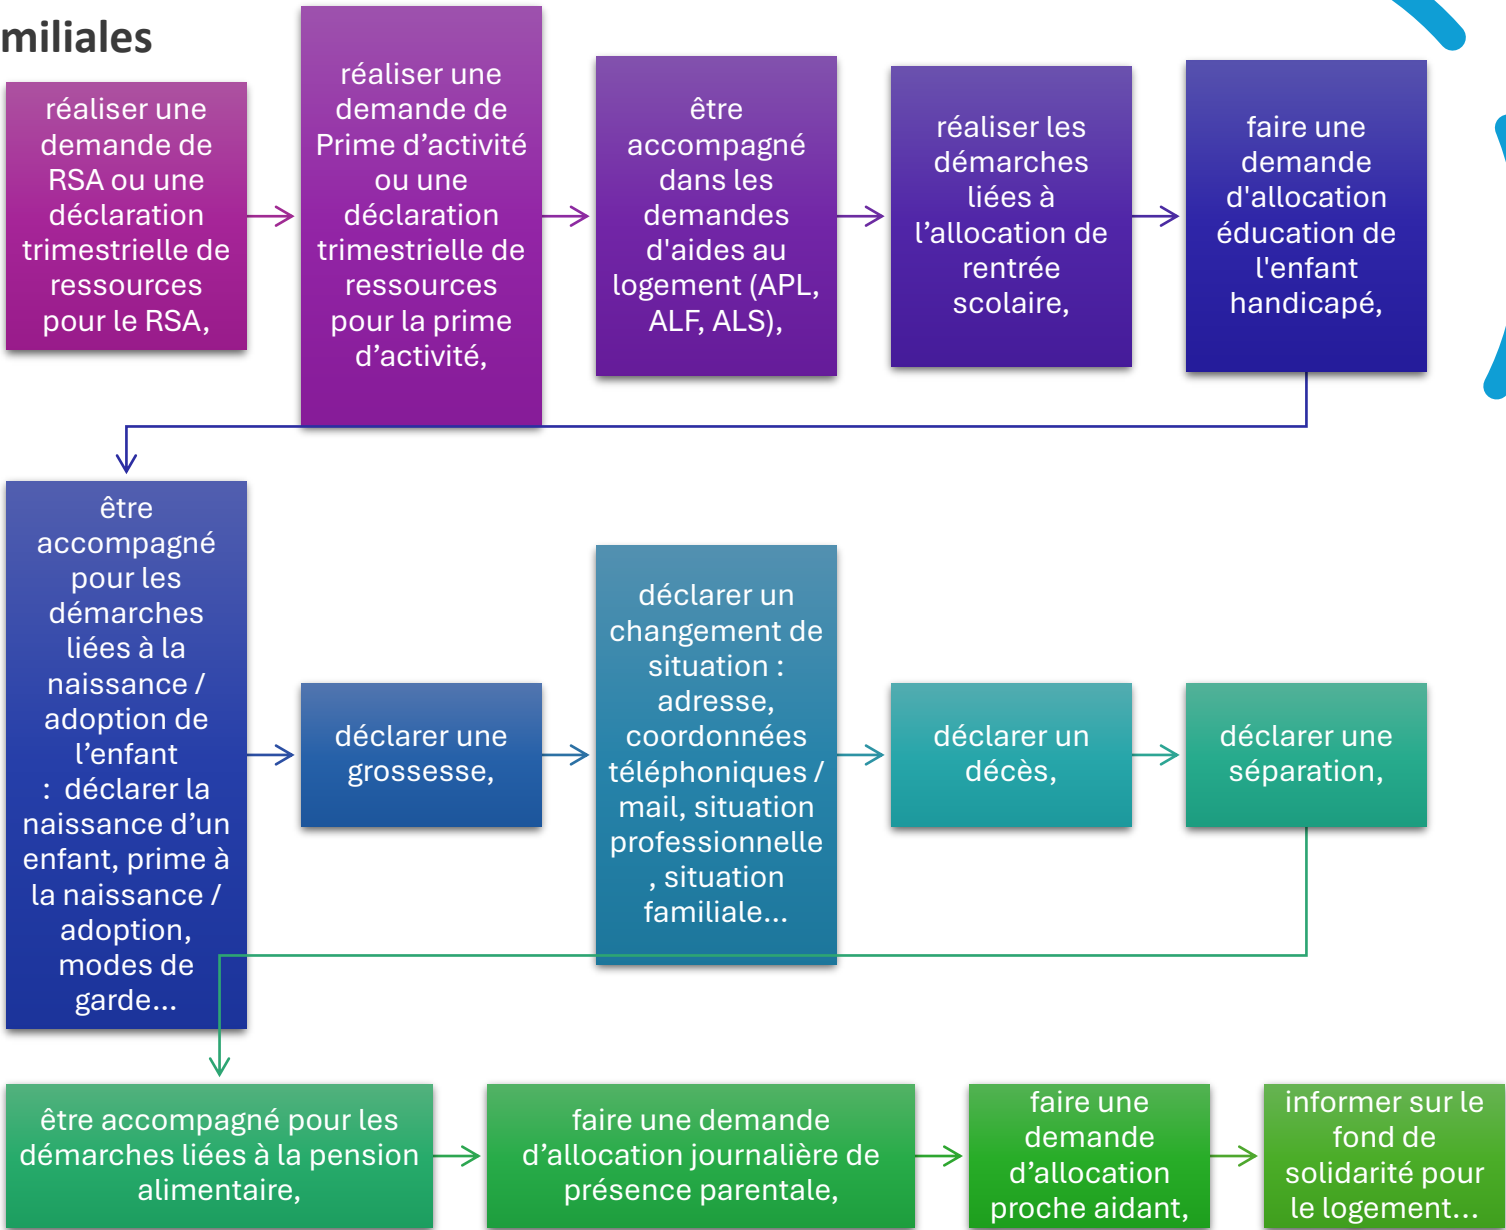 miliales
réaliser une
demande de
RSA ou une
déclaration
trimestrielle de
ressources
pour le RSA,
réaliser une
demande de
Prime d’activité
ou une
déclaration
trimestrielle de
ressources
pour la prime
d’activité,
être
accompagné
dans les
demandes
d'aides au
logement (APL,
ALF, ALS),
réaliser les
démarches
liées à
l’allocation de
rentrée
scolaire,
faire une
demande
d'allocation
éducation de
l'enfant
handicapé,
être
accompagné
pour les
démarches
liées à la
naissance /
adoption de
l’enfant
: déclarer la
naissance d’un
enfant, prime à
la naissance /
adoption,
modes de
garde...
déclarer une
grossesse,
déclarer un
changement de
situation :
adresse,
coordonnées
téléphoniques /
mail, situation
professionnelle
, situation
familiale...
déclarer un
décès,
déclarer une
séparation,
être accompagné pour les
démarches liées à la pension
alimentaire,
faire une demande
d’allocation journalière de
présence parentale,
faire une
demande
d’allocation
proche aidant,
informer sur le
fond de
solidarité pour
le logement...